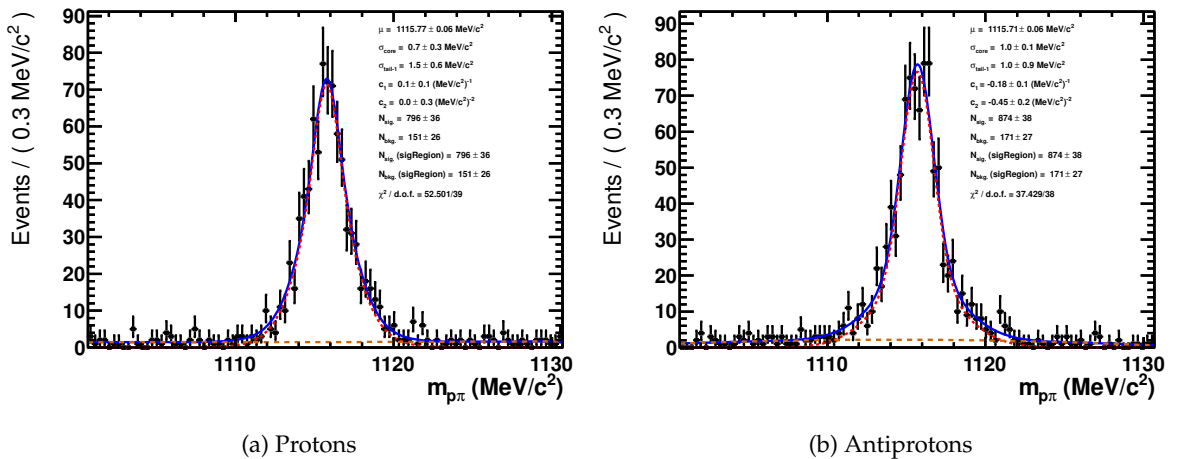 Events / ( 0.3 MeV/c²)
90
80
70
60
50
40
30
20
10
0
μ = 1115.77 ± 0.06 MeV/c²
σcore = 0.7 ± 0.3 MeV/c²
σtail-1 = 1.5 ± 0.6 MeV/c²
c₁ = 0.1 ± 0.1 (MeV/c²)⁻¹
c₂ = 0.0 ± 0.3 (MeV/c²)⁻²
Nsig. = 796 ± 36
Nbkg. = 151 ± 26
Nsig. (sigRegion) = 796 ± 36
Nbkg. (sigRegion) = 151 ± 26
χ² / d.o.f. = 52.501/39
1110 1120 1130
mpπ (MeV/c²)
(a) Protons
Events / ( 0.3 MeV/c²)
90
80
70
60
50
40
30
20
10
0
μ = 1115.71 ± 0.06 MeV/c²
σcore = 1.0 ± 0.1 MeV/c²
σtail-1 = 1.0 ± 0.9 MeV/c²
c₁ = -0.18 ± 0.1 (MeV/c²)⁻¹
c₂ = -0.45 ± 0.2 (MeV/c²)⁻²
Nsig. = 874 ± 38
Nbkg. = 171 ± 27
Nsig. (sigRegion) = 874 ± 38
Nbkg. (sigRegion) = 171 ± 27
χ² / d.o.f. = 37.429/38
1110 1120 1130
mpπ (MeV/c²)
(b) Antiprotons